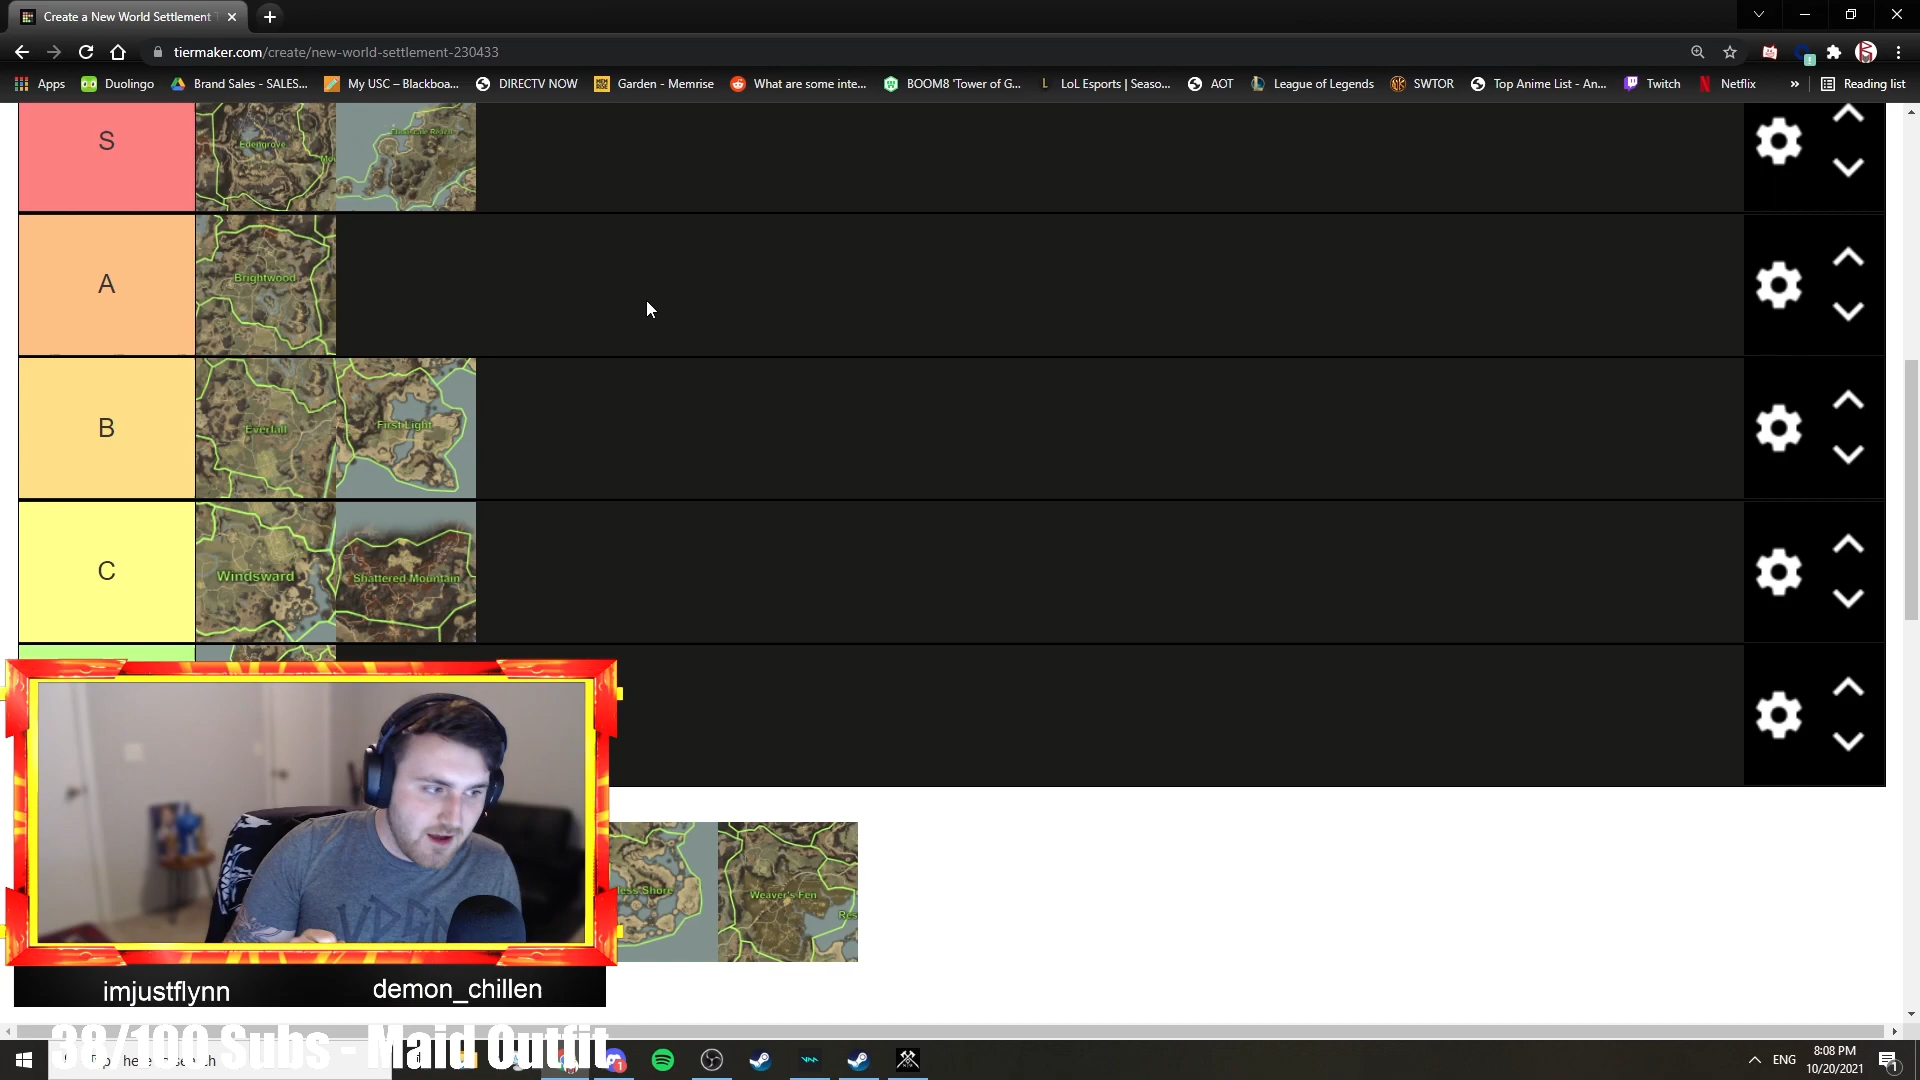 Create a New World Settlement T
tiermaker.com/create/new-world-settlement-230433
Apps
Duolingo
Brand Sales - SALES...
My USC – Blackboa...
DIRECTV NOW
Garden - Memrise
What are some inte...
BOOM8 'Tower of G...
LoL Esports | Seaso...
AOT
League of Legends
SWTOR
Top Anime List - An...
Twitch
Netflix
»
Reading list
S
Edengrove
A
Brightwood
B
Everfall
First Light
C
Windsward
Shattered Mountain
less Shore
Weaver's Fen
Res
imjustflynn
demon_chillen
38/100 Subs - Maid Outfit
ENG
8:08 PM
10/20/2021